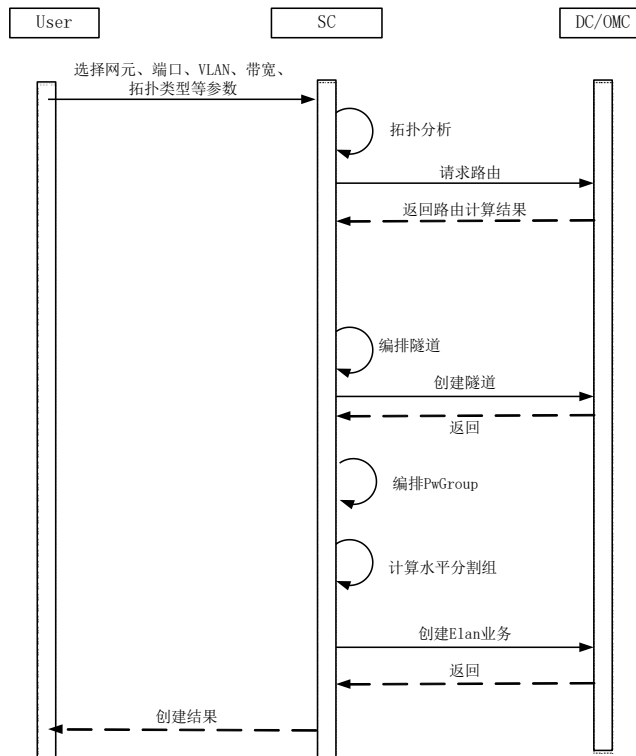 User
SC
DC/OMC
选择网元、端口、VLAN、带宽、
拓扑类型等参数
拓扑分析
请求路由
返回路由计算结果
编排隧道
创建隧道
返回
编排PwGroup
计算水平分割组
创建Elan业务
返回
创建结果